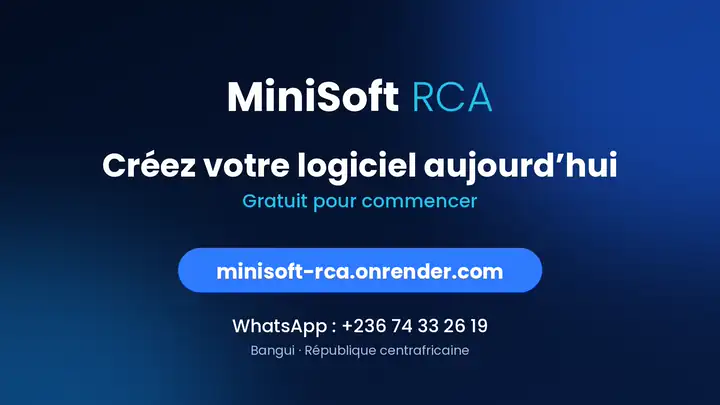 MiniSoft RCA
Créez votre logiciel aujourd’hui
Gratuit pour commencer
minisoft-rca.onrender.com
WhatsApp : +236 74 33 26 19
Bangui · République centrafricaine